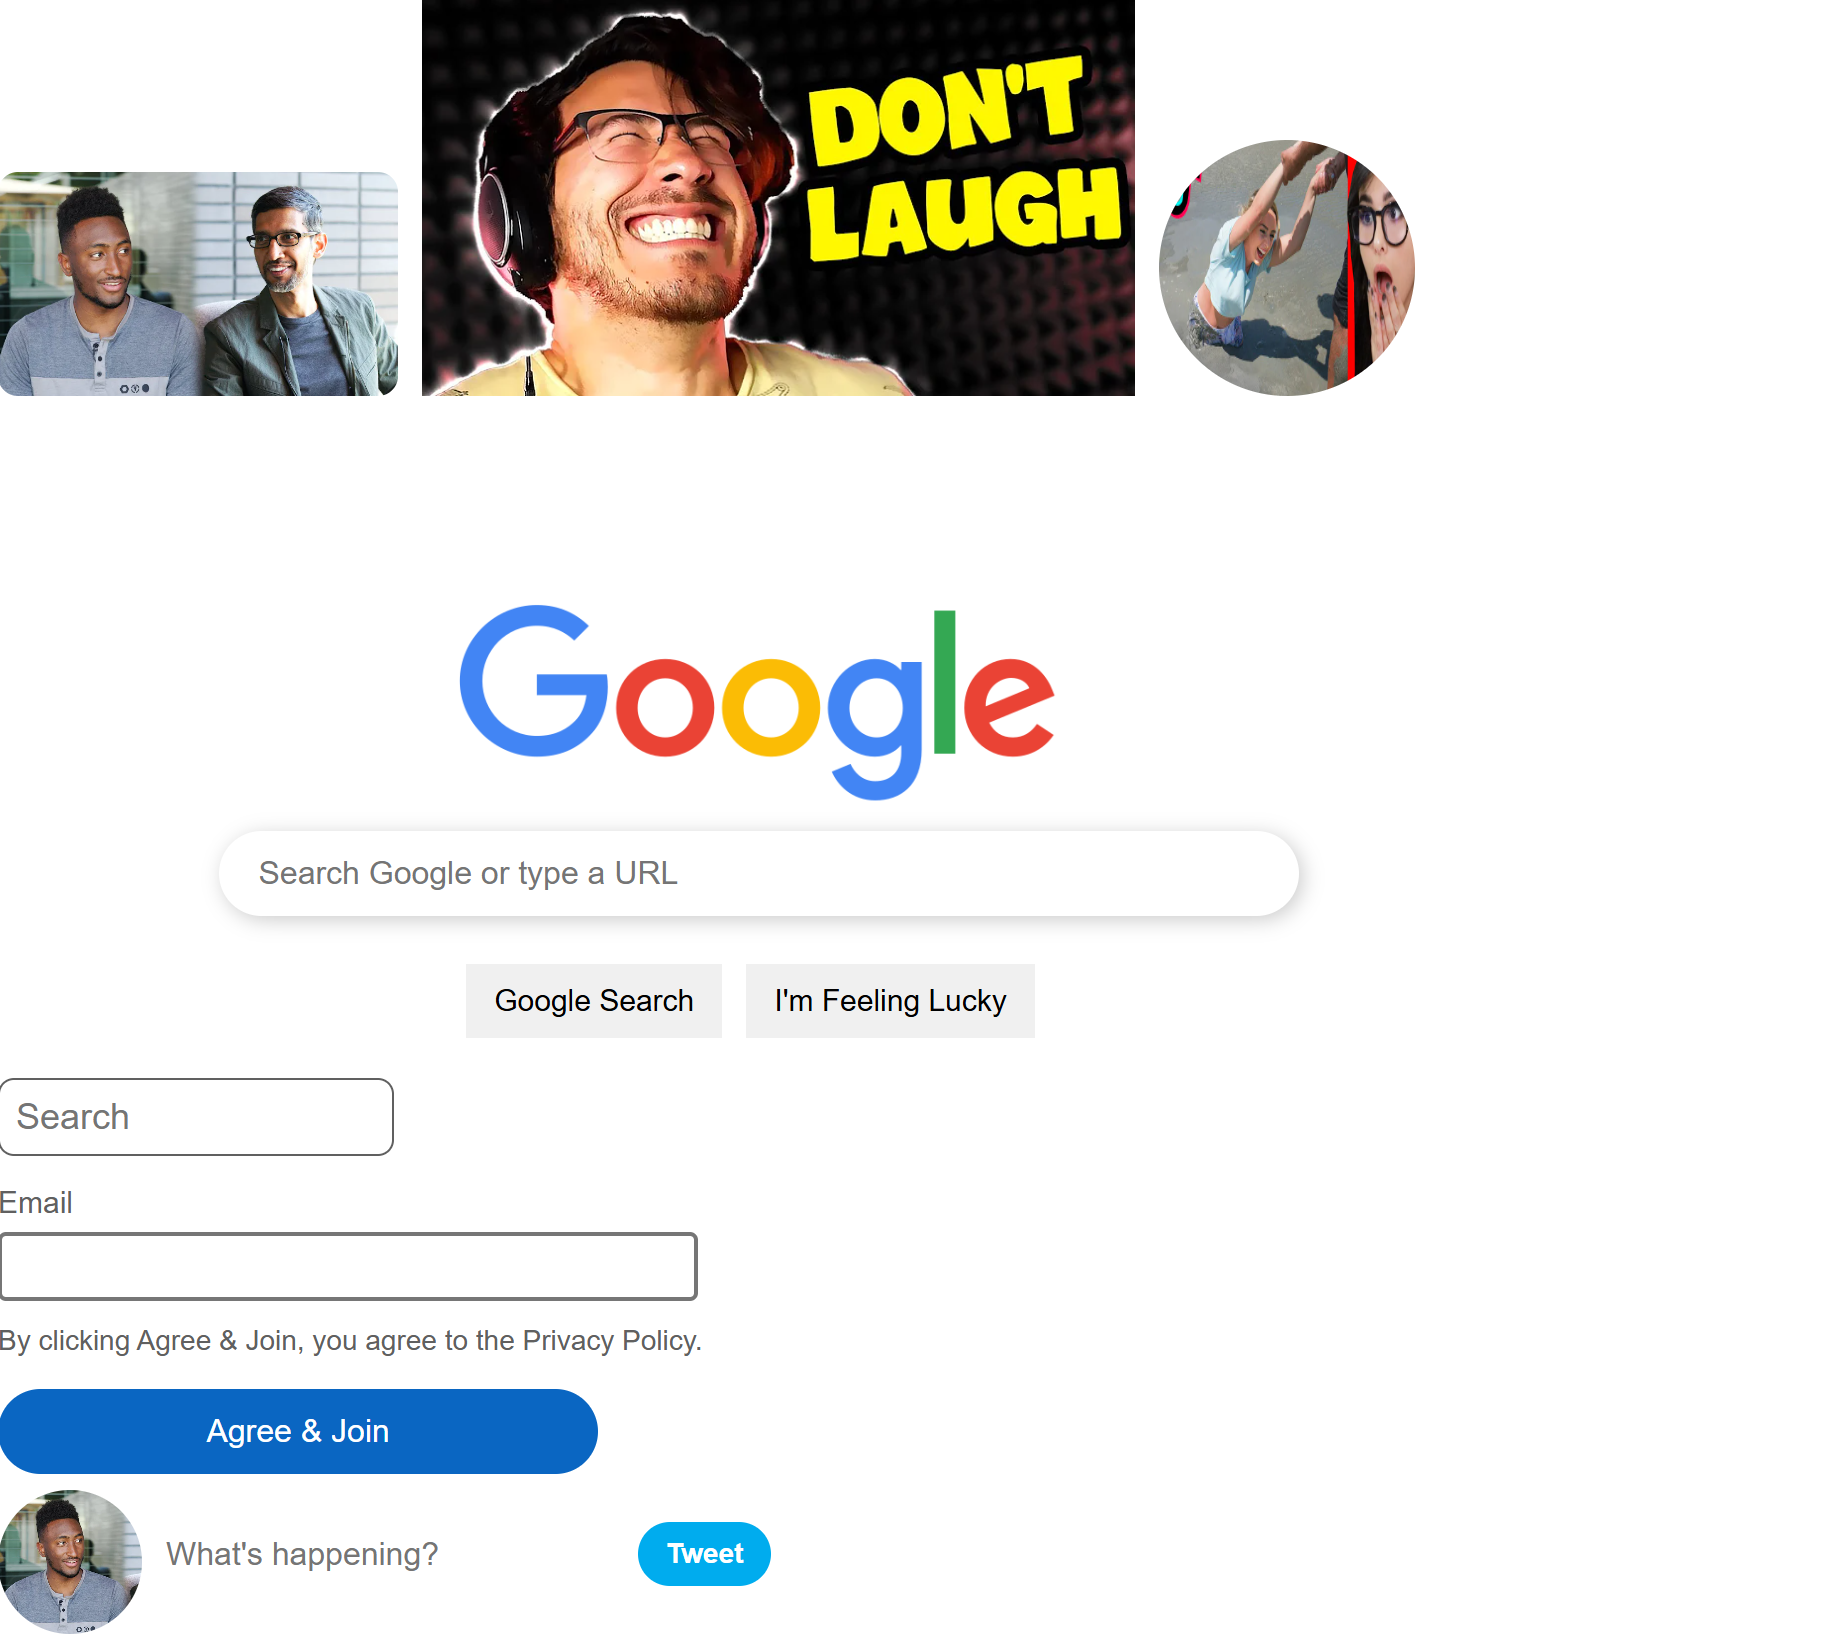 DON'T
LAUGH
Google
Search Google or type a URL
Google Search
I'm Feeling Lucky
Search
Email
By clicking Agree & Join, you agree to the Privacy Policy.
Agree & Join
What's happening?
Tweet